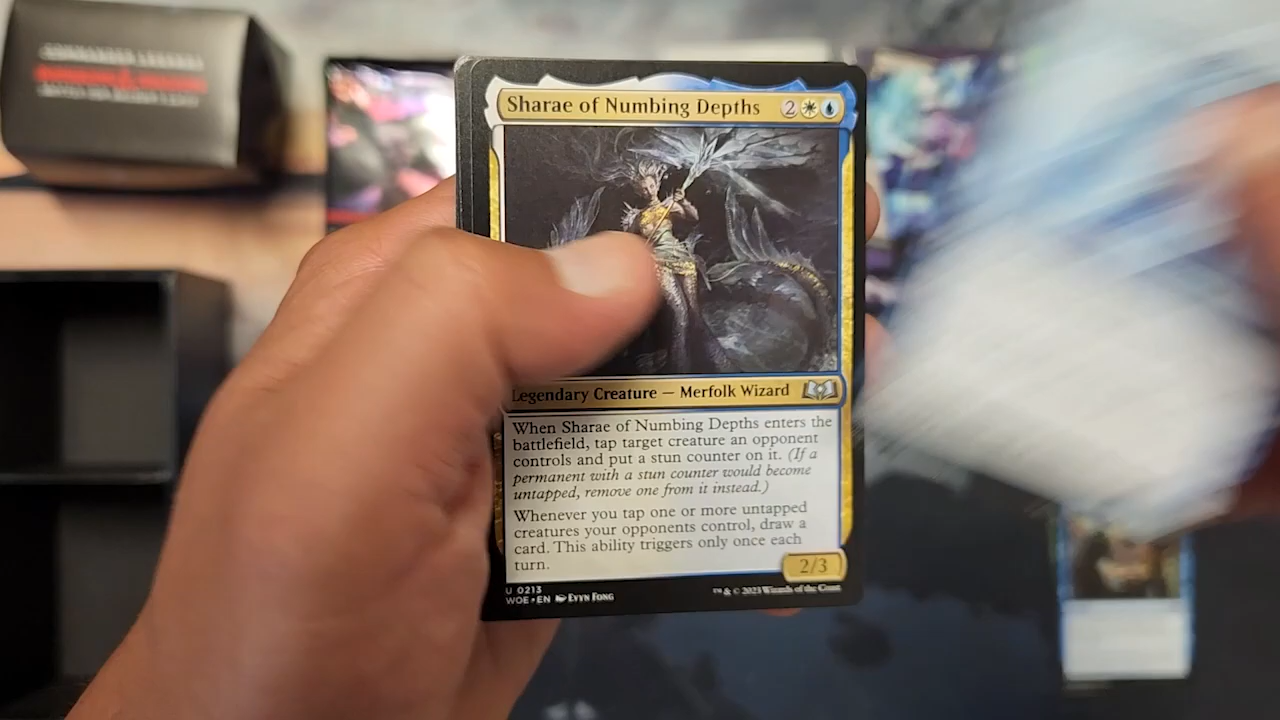 COMMANDER LEGENDS
Sharae of Numbing Depths 2
Legendary Creature — Merfolk Wizard
When Sharae of Numbing Depths enters the
battlefield, tap target creature an opponent
controls and put a stun counter on it. (If a
permanent with a stun counter would become
untapped, remove one from it instead.)
Whenever you tap one or more untapped
creatures your opponents control, draw a
card. This ability triggers only once each
turn.
2/3
U 0213
WOE • EN Evyn Fong
™ & © 2023 Wizards of the Coast